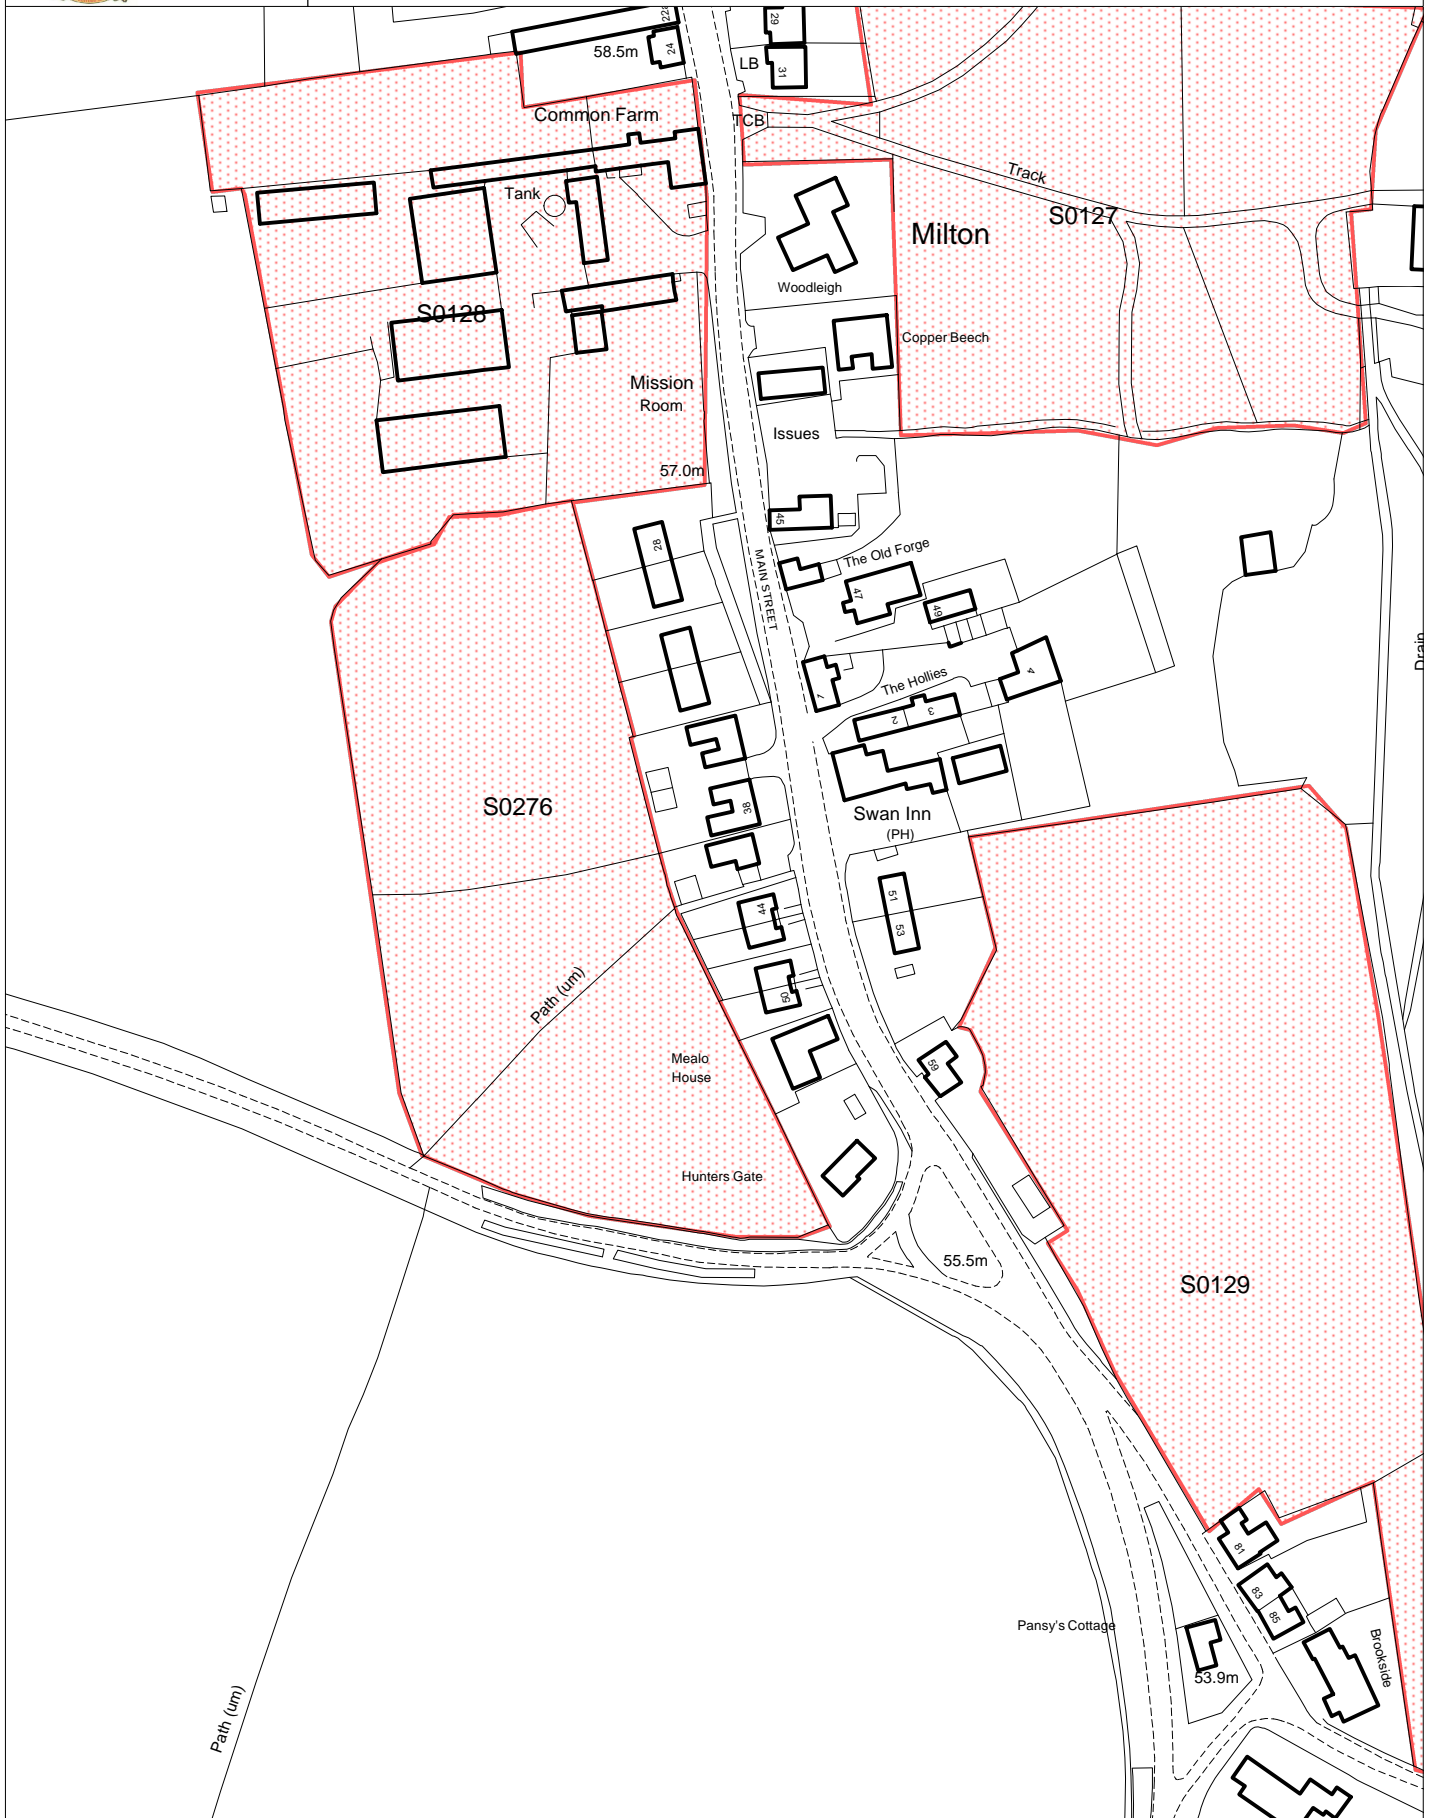 22a
29
24
58.5m
LB
31
Common Farm
TCB
Track
Tank
S0127
Milton
Woodleigh
S0128
Copper Beech
Mission
Room
Issues
57.0m
45
28
MAIN STREET
The Old Forge
47
49
Drain
The Hollies
1
4
2
3
S0276
38
Swan Inn
(PH)
51
44
53
Path (um)
50
Mealo
House
59
Hunters Gate
55.5m
S0129
81
83
85
Pansy's Cottage
Brookside
53.9m
Path (um)